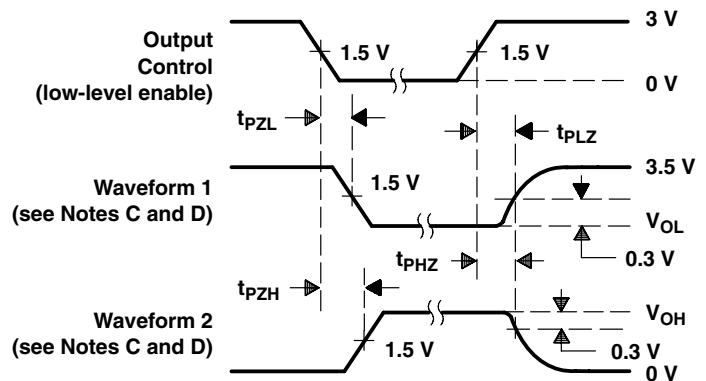 Output
Control
(low-level enable)
1.5 V
1.5 V
3 V
0 V
tPZL
tPLZ
Waveform 1
(see Notes C and D)
1.5 V
3.5 V
VOL
0.3 V
tPHZ
tPZH
Waveform 2
(see Notes C and D)
1.5 V
VOH
0.3 V
0 V